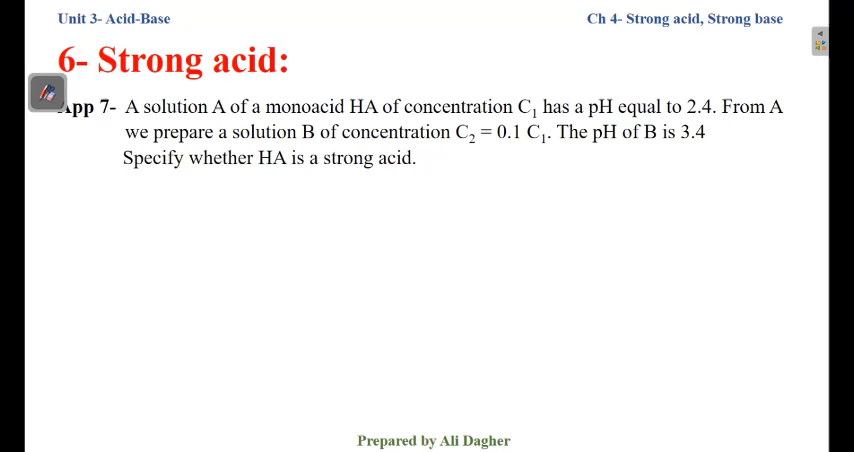 Unit 3- Acid-Base
Ch 4- Strong acid, Strong base
6- Strong acid:
App 7- A solution A of a monoacid HA of concentration C₁ has a pH equal to 2.4. From A
we prepare a solution B of concentration C₂ = 0.1 C₁. The pH of B is 3.4
Specify whether HA is a strong acid.
Prepared by Ali Dagher